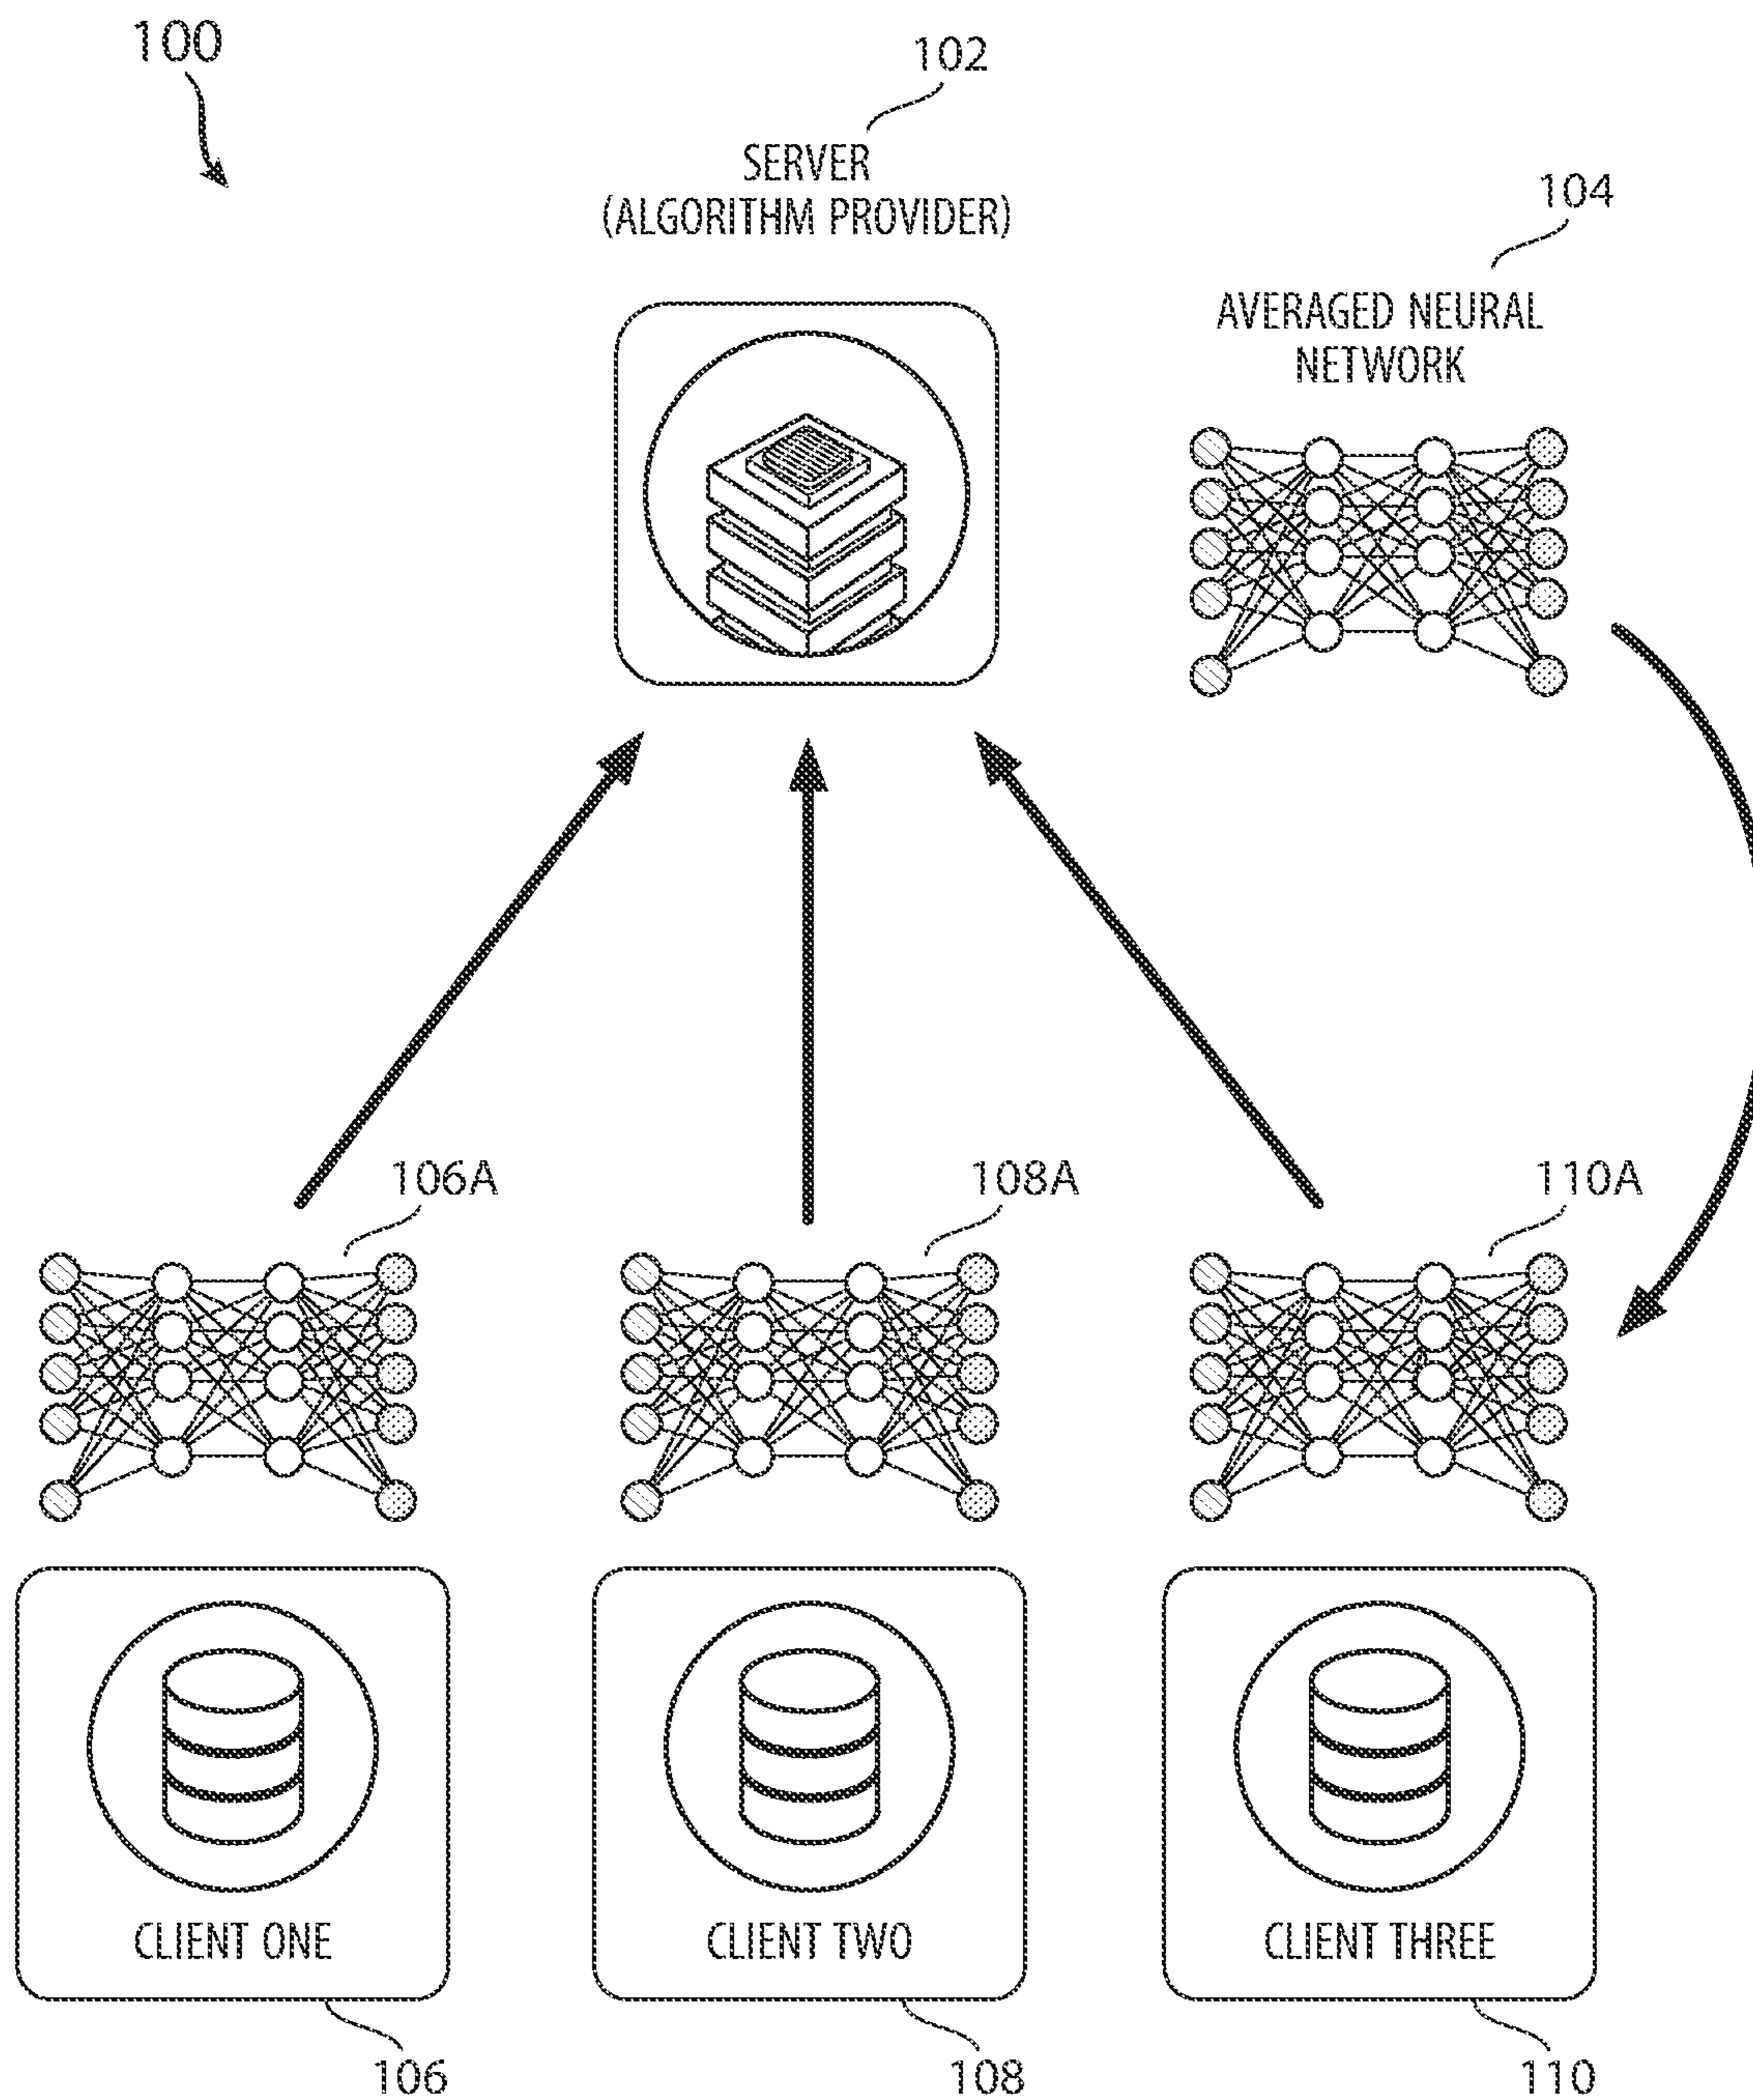 100
102
SERVER
(ALGORITHM PROVIDER)
104
AVERAGED NEURAL
NETWORK
106A
108A
110A
CLIENT ONE
CLIENT TWO
CLIENT THREE
106
108
110